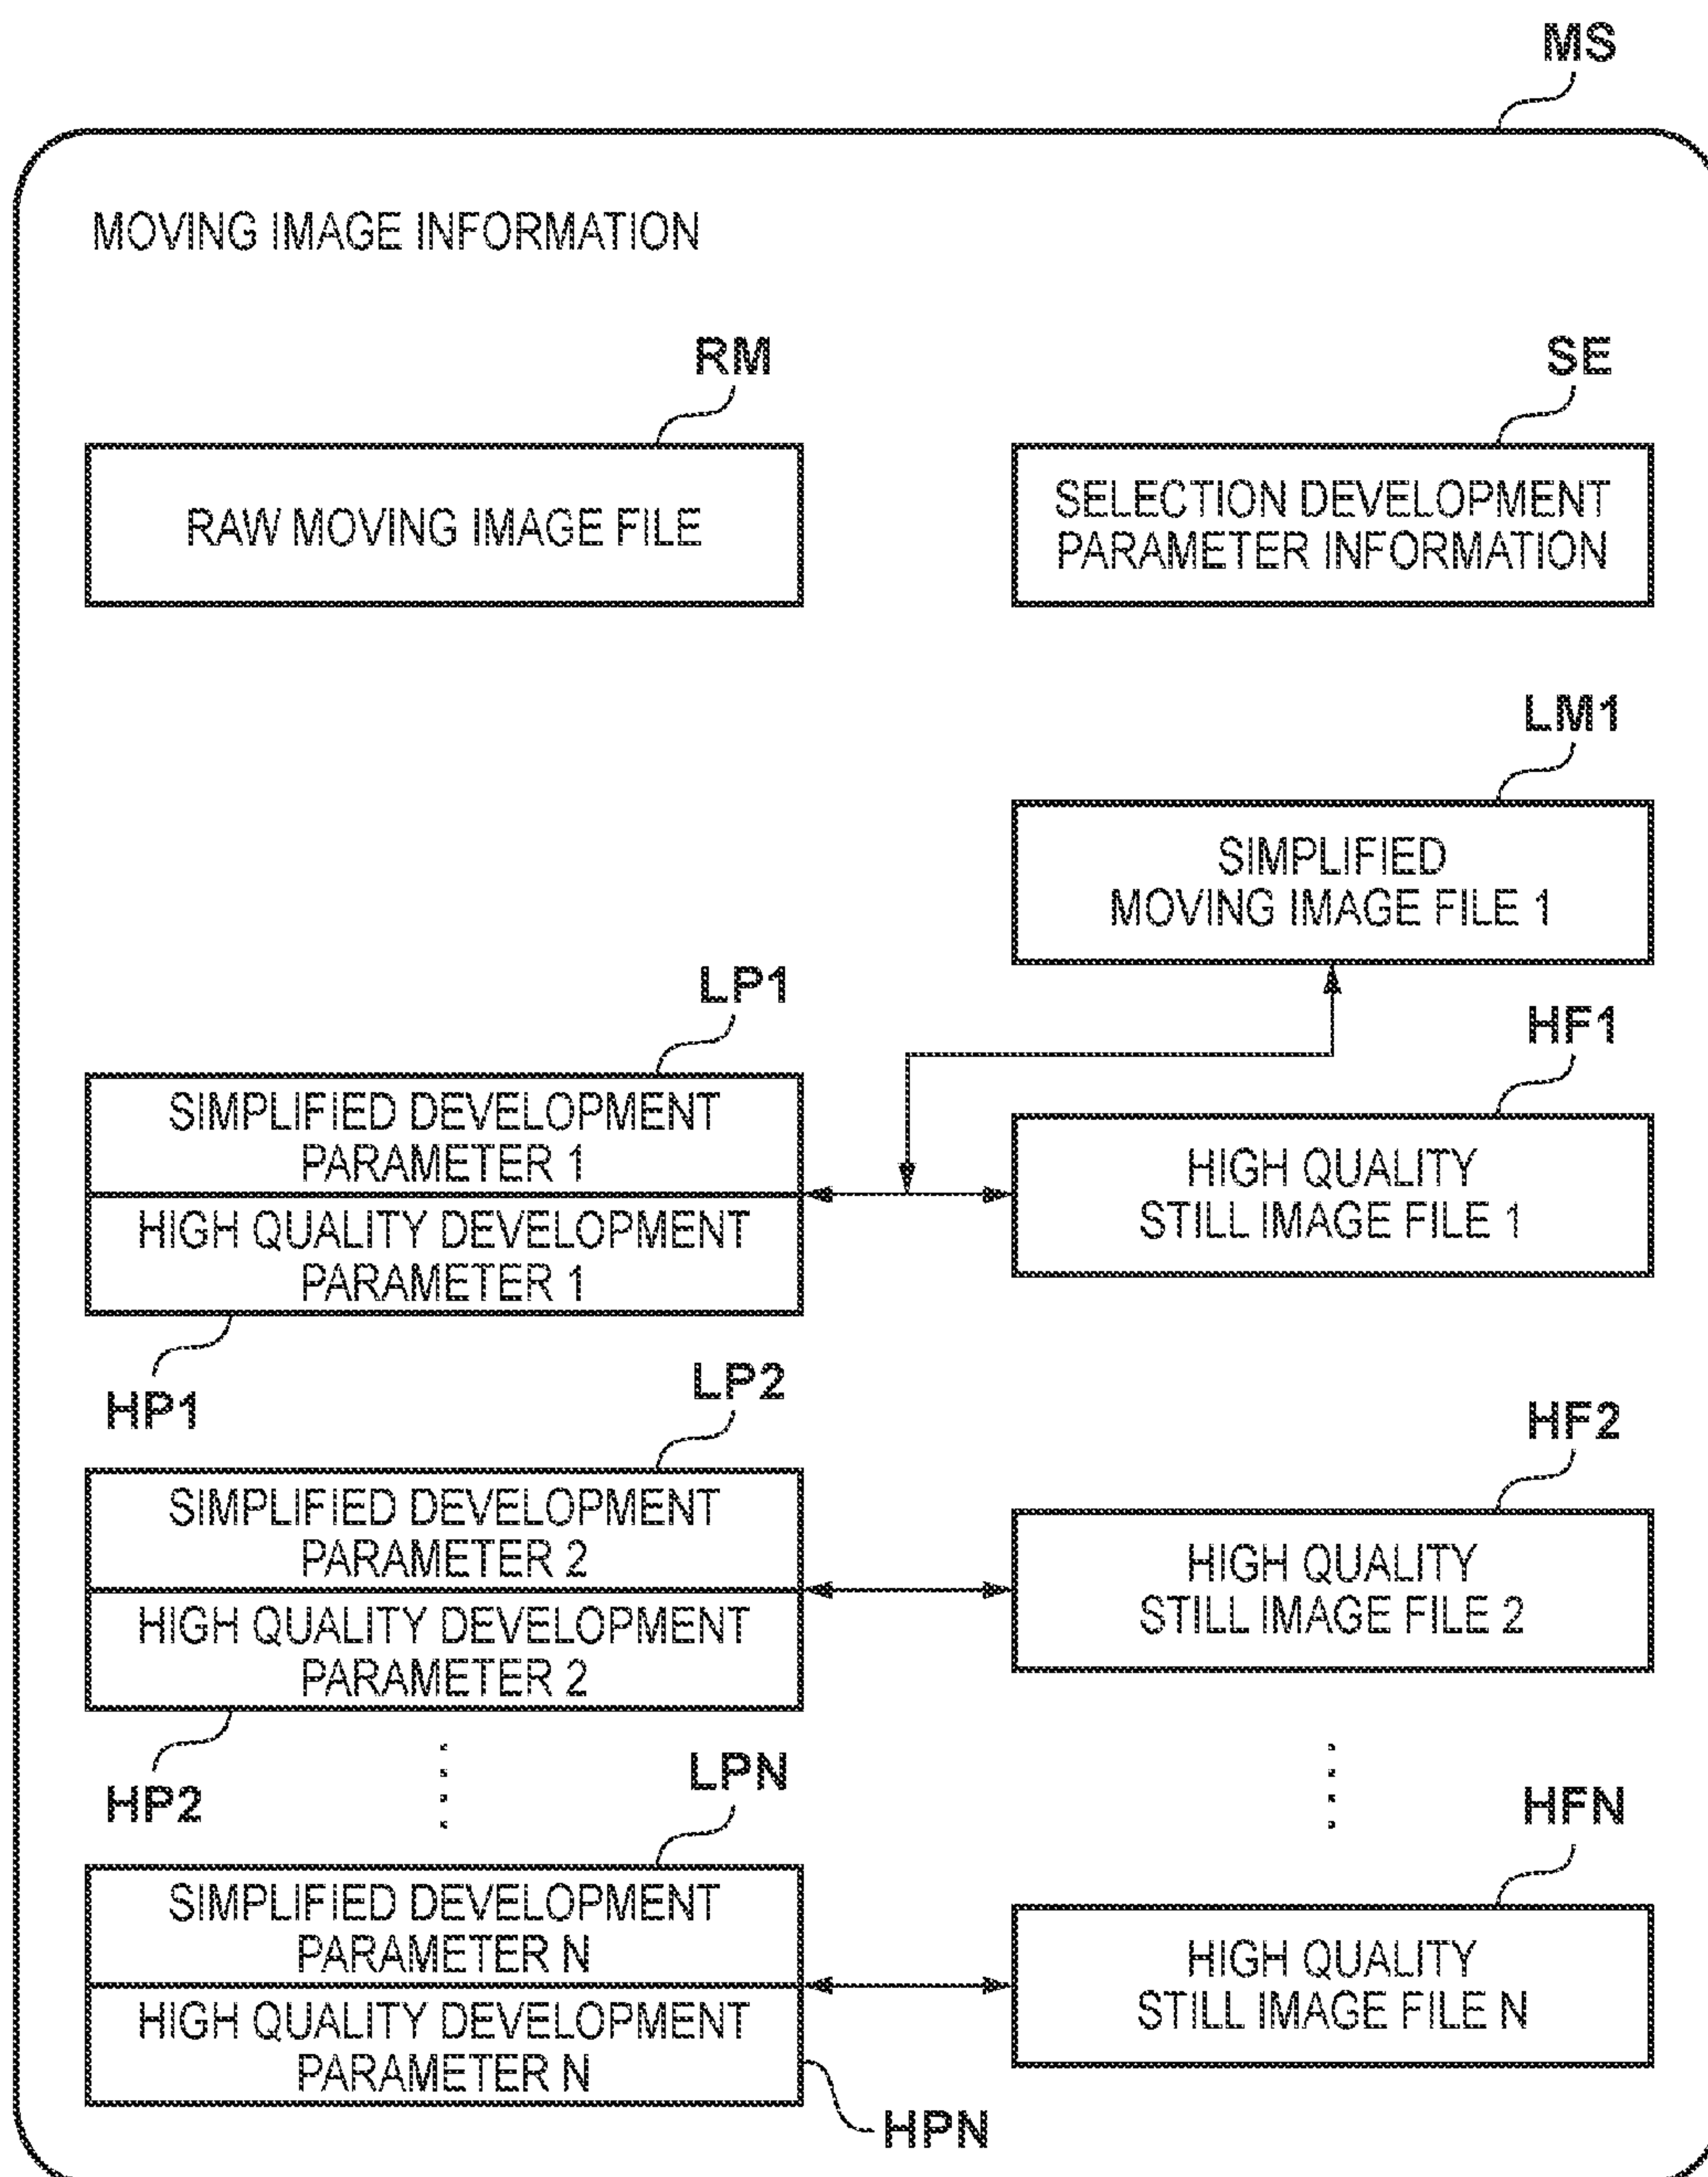 MS
MOVING IMAGE INFORMATION
RM
SE
RAW MOVING IMAGE FILE
SELECTION DEVELOPMENT
PARAMETER INFORMATION
LM1
SIMPLIFIED
MOVING IMAGE FILE 1
LP1
HF1
SIMPLIFIED DEVELOPMENT
PARAMETER 1
HIGH QUALITY DEVELOPMENT
PARAMETER 1
HIGH QUALITY
STILL IMAGE FILE 1
HP1
LP2
HF2
SIMPLIFIED DEVELOPMENT
PARAMETER 2
HIGH QUALITY DEVELOPMENT
PARAMETER 2
HIGH QUALITY
STILL IMAGE FILE 2
HP2
LPN
HFN
SIMPLIFIED DEVELOPMENT
PARAMETER N
HIGH QUALITY DEVELOPMENT
PARAMETER N
HIGH QUALITY
STILL IMAGE FILE N
HPN